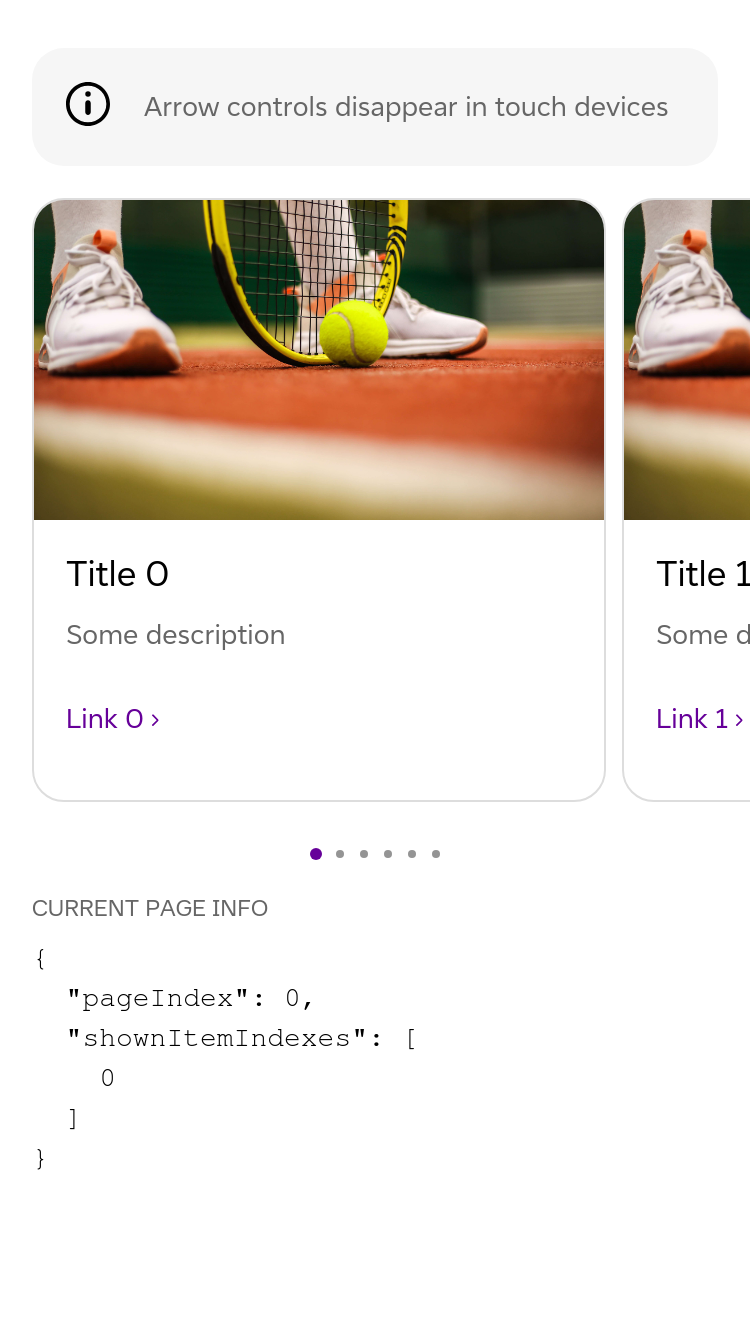 Arrow controls disappear in touch devices
Title 0
Some description
Link 0 ›
Title 1
Some d
Link 1 ›
CURRENT PAGE INFO
{
  "pageIndex": 0,
  "shownItemIndexes": [
    0
  ]
}